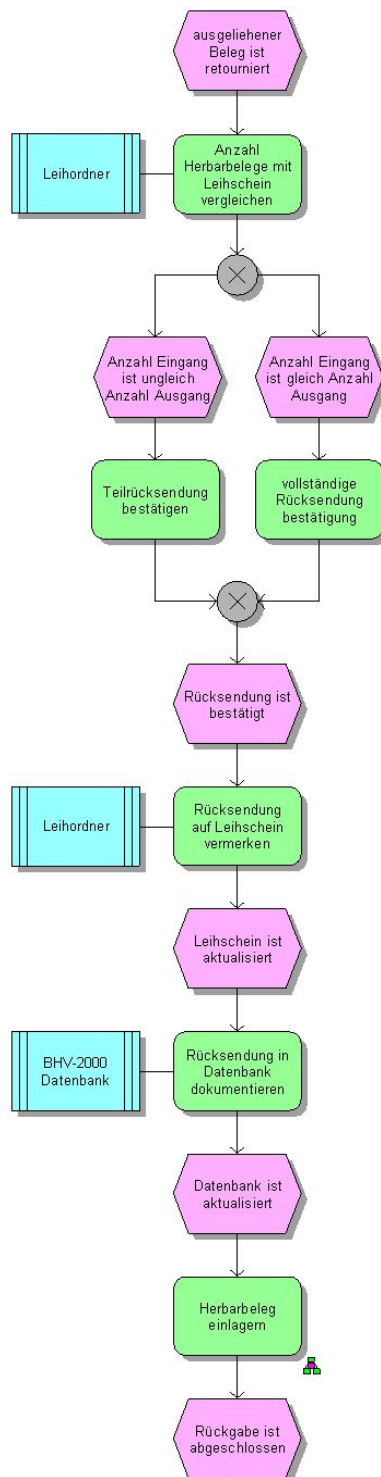 ausgeliehener
Beleg ist
retourniert
Leihordner
Anzahl
Herbarbelege mit
Leihschein
vergleichen
Anzahl Eingang
ist ungleich
Anzahl Ausgang
Anzahl Eingang
ist gleich Anzahl
Ausgang
Teilrücksendung
bestätigen
vollständige
Rücksendung
bestätigung
Rücksendung ist
bestätigt
Leihordner
Rücksendung
auf Leihschein
vermerken
Leihschein ist
aktualisiert
BHV-2000
Datenbank
Rücksendung in
Datenbank
dokumentieren
Datenbank ist
aktualisiert
Herbarbeleg
einlagern
Rückgabe ist
abgeschlossen